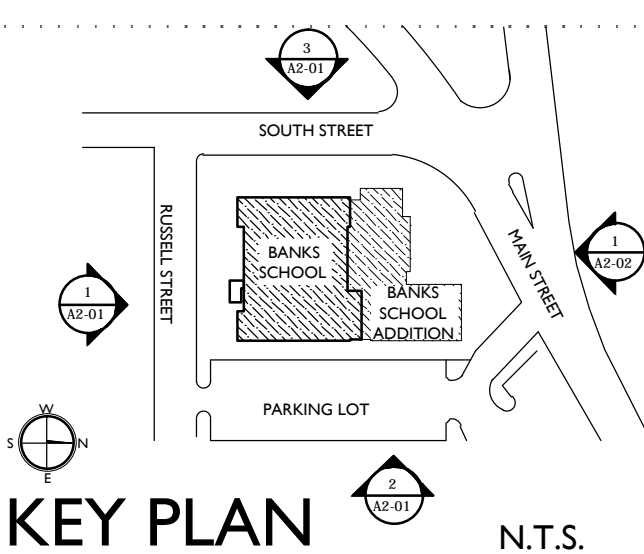 3
A2-01
SOUTH STREET
RUSSELL STREET
BANKS
SCHOOL
MAIN STREET
1
A2-02
1
A2-01
BANKS
SCHOOL
ADDITION
PARKING LOT
W
S
N
E
2
A2-01
KEY PLAN
N.T.S.